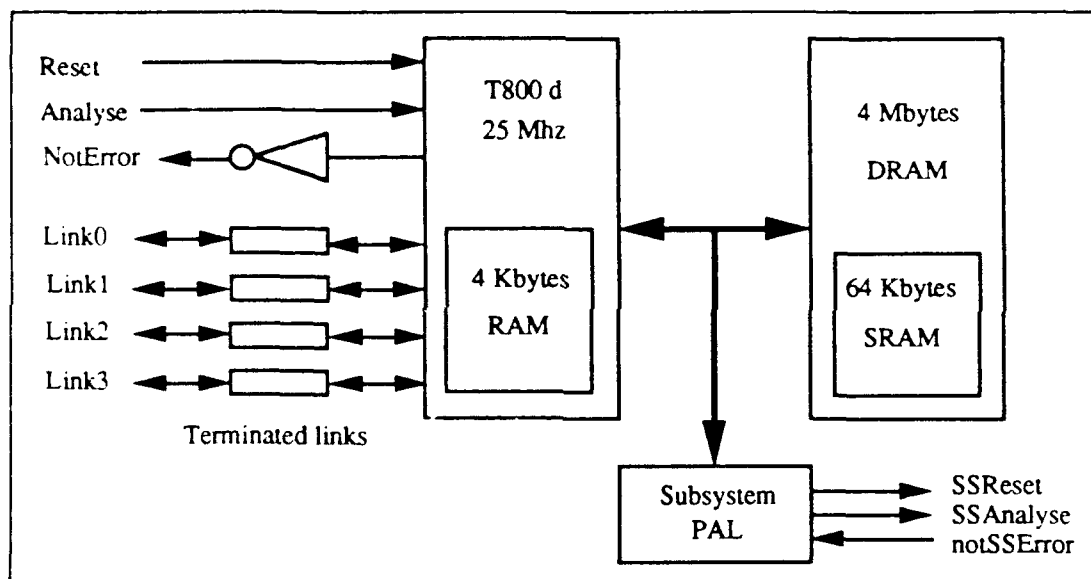 Reset
Analyse
NotError
Link0
Link1
Link2
Link3
Terminated links
T800 d
25 Mhz
4 Kbytes
RAM
4 Mbytes
DRAM
64 Kbytes
SRAM
Subsystem
PAL
SSReset
SSAnalyse
notSSError